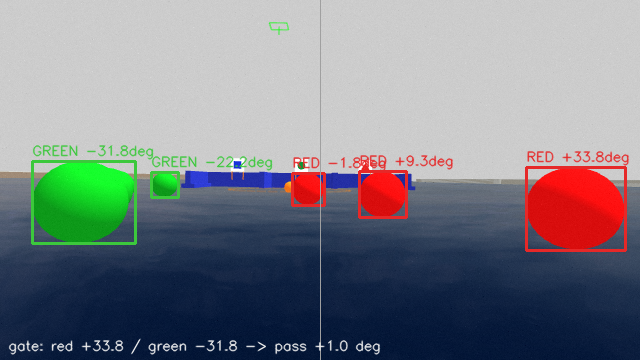 GREEN -31.8deg
GREEN -22.2deg
RED -1.8deg
RED +9.3deg
RED +33.8deg
gate: red +33.8 / green -31.8 -> pass +1.0 deg